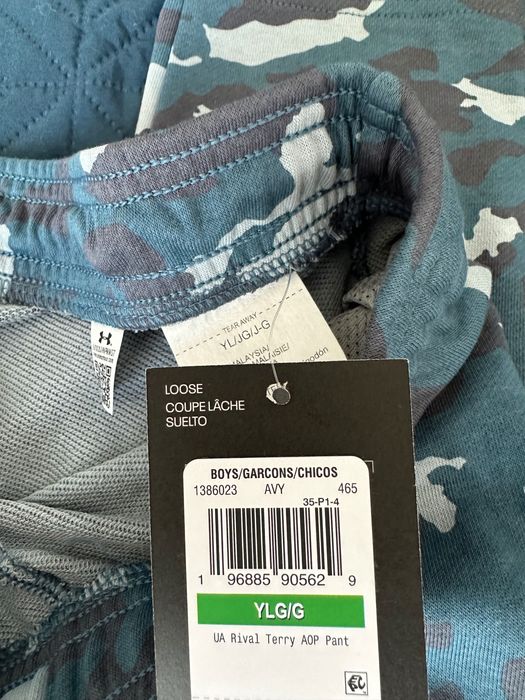 TEAR AWAY
YL/JG/J-G
MALAYSIA/
LOOSE
COUPE LÂCHE
SUELTO
BOYS/GARCONS/CHICOS
1386023 AVY 465
35-P1-4
1 96885 90562 9
YLG/G
UA Rival Terry AOP Pant